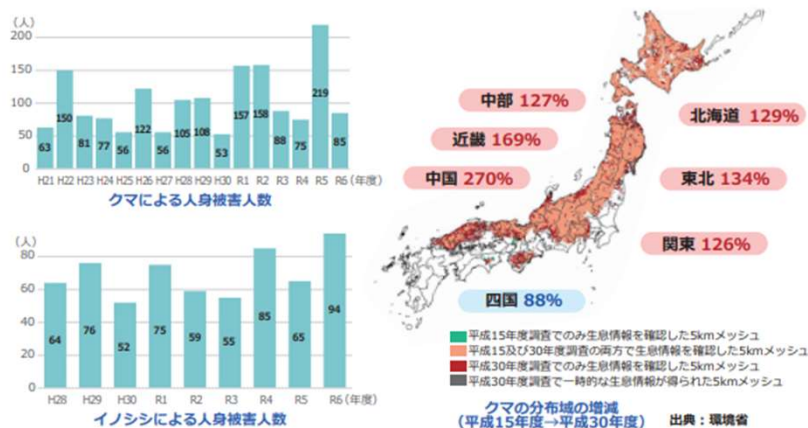 （人）
200
150
100
50
0
63
150
81
77
56
122
56
105
108
53
157
158
88
75
219
85
H21 H22 H23 H24 H25 H26 H27 H28 H29 H30 R1 R2 R3 R4 R5 R6（年度）
クマによる人身被害人数
（人）
80
60
40
20
0
64
76
52
75
59
55
85
65
94
H28 H29 H30 R1 R2 R3 R4 R5 R6（年度）
イノシシによる人身被害人数
中部 127%
北海道 129%
近畿 169%
中国 270%
東北 134%
関東 126%
四国 88%
平成15年度調査でのみ生息情報を確認した5kmメッシュ
平成15及び30年度調査の両方で生息情報を確認した5kmメッシュ
平成30年度調査でのみ生息情報を確認した5kmメッシュ
平成30年度調査で一時的な生息情報が得られた5kmメッシュ
クマの分布域の増減
（平成15年度→平成30年度）
出典：環境省